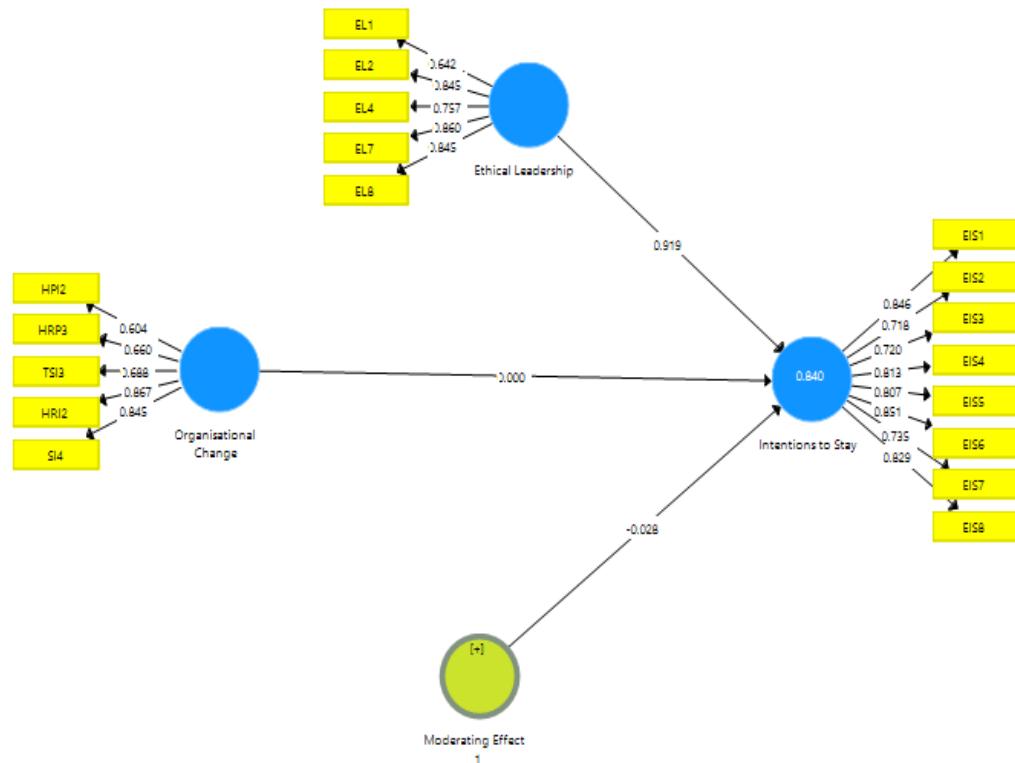 EL1
EL2
EL4
EL7
EL8
0.642
0.845
0.757
0.860
0.845
Ethical Leadership
0.919
HPI2
HRP3
TSI3
HRI2
SI4
0.604
0.660
0.688
0.867
0.845
Organisational
Change
0.000
0.840
Intentions to Stay
EIS1
EIS2
EIS3
EIS4
EIS5
EIS6
EIS7
EIS8
0.846
0.718
0.720
0.813
0.807
0.851
0.735
0.829
-0.028
[+]
Moderating Effect
1